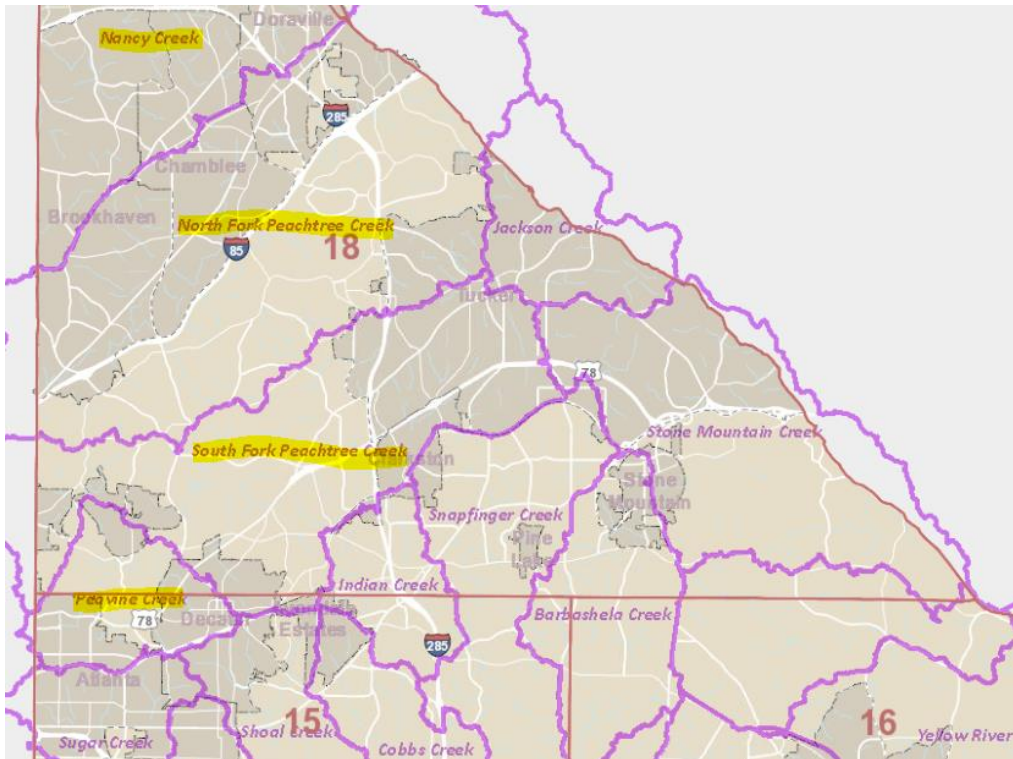 Doraville
Nancy Creek
285
Chamblee
Brookhaven
North Fork Peachtree Creek
Jackson Creek
18
85
Tucker
78
Stone Mountain Creek
South Fork Peachtree Creek
Clarkston
Stone
Mountain
Snapfinger Creek
Pine
Lake
Indian Creek
Peavine Creek
Barbashela Creek
78
Decatur
Estates
285
Atlanta
15
16
Shoal Creek
Yellow River
Sugar Creek
Cobbs Creek